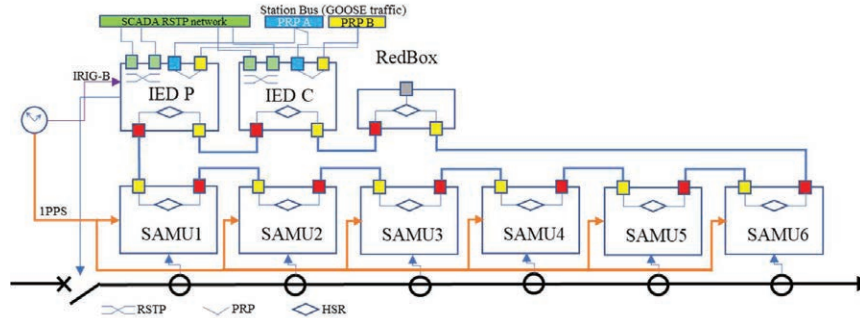 Station Bus (GOOSE traffic)
SCADA RSTP network
PRP A
PRP B
RedBox
IRIG-B
IED P
IED C
1PPS
SAMU1
SAMU2
SAMU3
SAMU4
SAMU5
SAMU6
RSTP
PRP
HSR